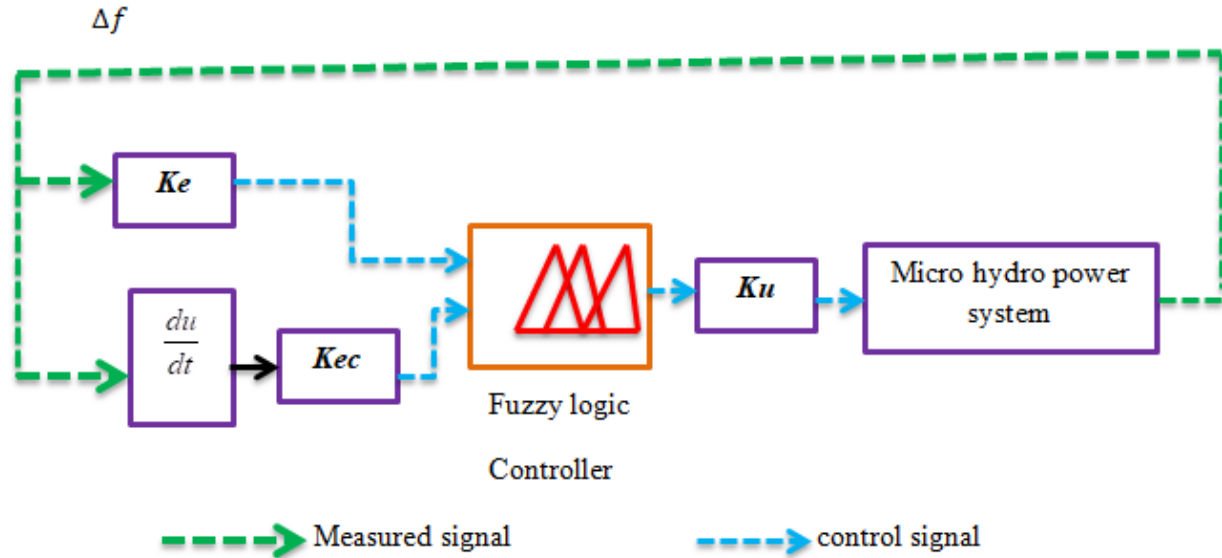 Δf
Ke
du
dt
Kec
Fuzzy logic
Controller
Ku
Micro hydro power
system
Measured signal
control signal